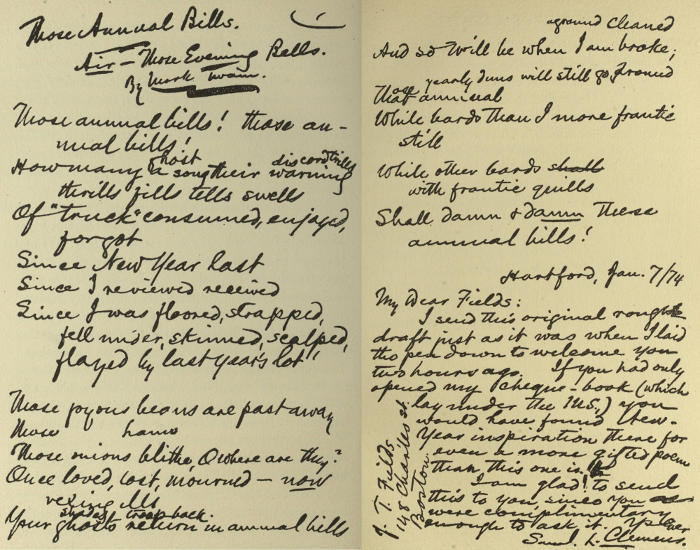 Those Annual Bills.
Air – Those Evening Bells.
By Mark Twain.
Those annual bills! those an-
nual bills!
ghost discord trills
How many a song their warning
thrills fills tells swells
Of "truck" consumed, enjoyed,
forgot
Since New Year last
Since I reviewed received
Since I was floored, strapped,
fell under, skinned, scalped,
flayed by last year's lot!
Those joyous beans are past away
Those hams
Those onions blithe, O where are they?
Once loved, lost, mourned – now
vexing ills
troop back
Your ghosts return in annual bills
aground cleaned
And so 'twill be when I am broke;
yearly duns will still go round
Those
That annual
While bards than I more frantic
still
While other bards shall
with frantic quills
Shall damn & damn these
annual bills!
Hartford, Jan. 7/74
My Dear Fields:
I send this original rough
draft just as it was when I laid
the pen down to welcome you
two hours ago. If you had only
opened my cheque-book (which
lay under the MS.) you
would have found New-
Year inspiration there for
even a more gifted poem
than this one is.
I am glad to send
this to you, since you
were complimentary
enough to ask it. Ys Ever
Saml. L. Clemens.
J. T. Fields
148 Charles st.
Boston